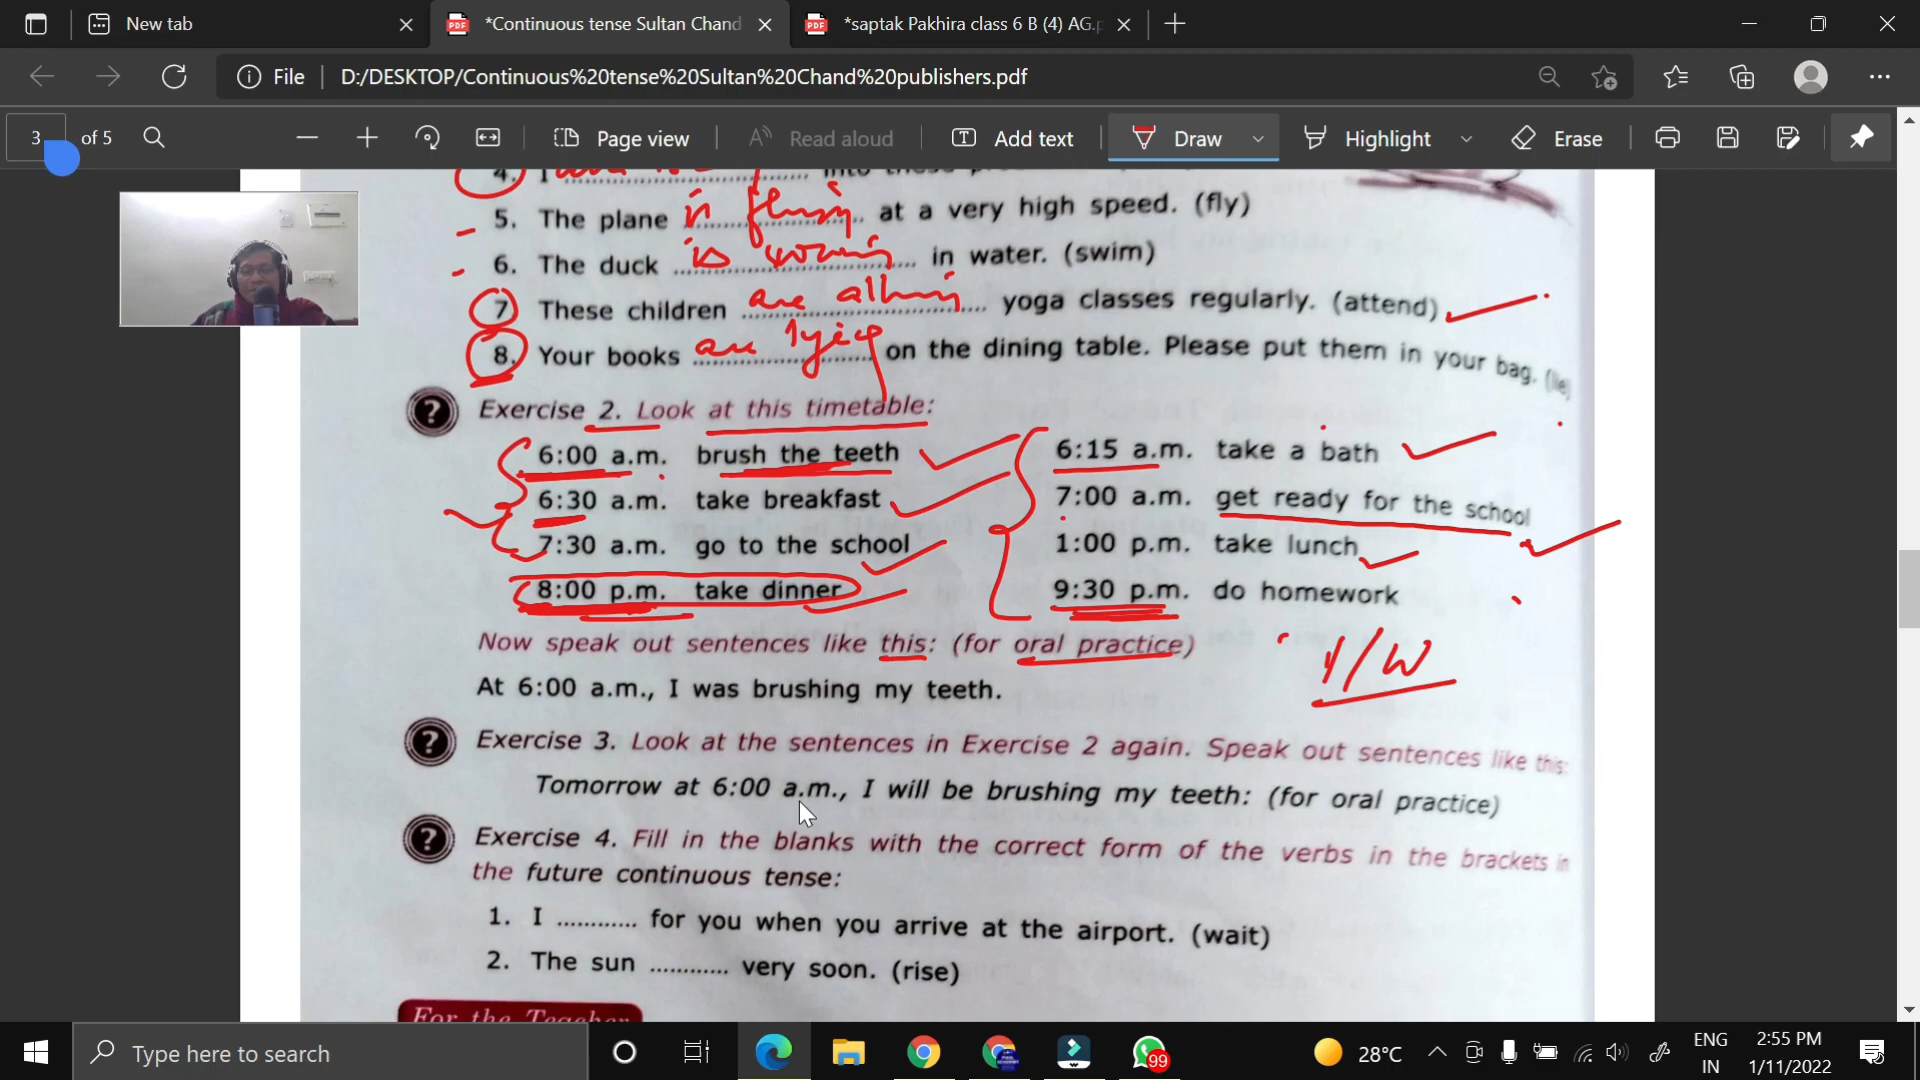 New tab
*Continuous tense Sultan Chand
*saptak Pakhira class 6 B (4) AG.p
File
D:/DESKTOP/Continuous%20tense%20Sultan%20Chand%20publishers.pdf
3 of 5
Page view
Read aloud
Add text
Draw
Highlight
Erase
4. I
5. The plane is flying at a very high speed. (fly)
6. The duck is in water. (swim)
7. These children are yoga classes regularly. (attend)
8. Your books are lying on the dining table. Please put them in your bag. (lie)
Exercise 2. Look at this timetable:
6:00 a.m. brush the teeth 6:15 a.m. take a bath
6:30 a.m. take breakfast 7:00 a.m. get ready for the school
7:30 a.m. go to the school 1:00 p.m. take lunch
8:00 p.m. take dinner 9:30 p.m. do homework
Now speak out sentences like this: (for oral practice)
At 6:00 a.m., I was brushing my teeth.
Exercise 3. Look at the sentences in Exercise 2 again. Speak out sentences like this:
Tomorrow at 6:00 a.m., I will be brushing my teeth: (for oral practice)
Exercise 4. Fill in the blanks with the correct form of the verbs in the brackets in
the future continuous tense:
1. I ............ for you when you arrive at the airport. (wait)
2. The sun ............ very soon. (rise)
For the Teacher
Type here to search
99
28°C
ENG
IN
2:55 PM
1/11/2022